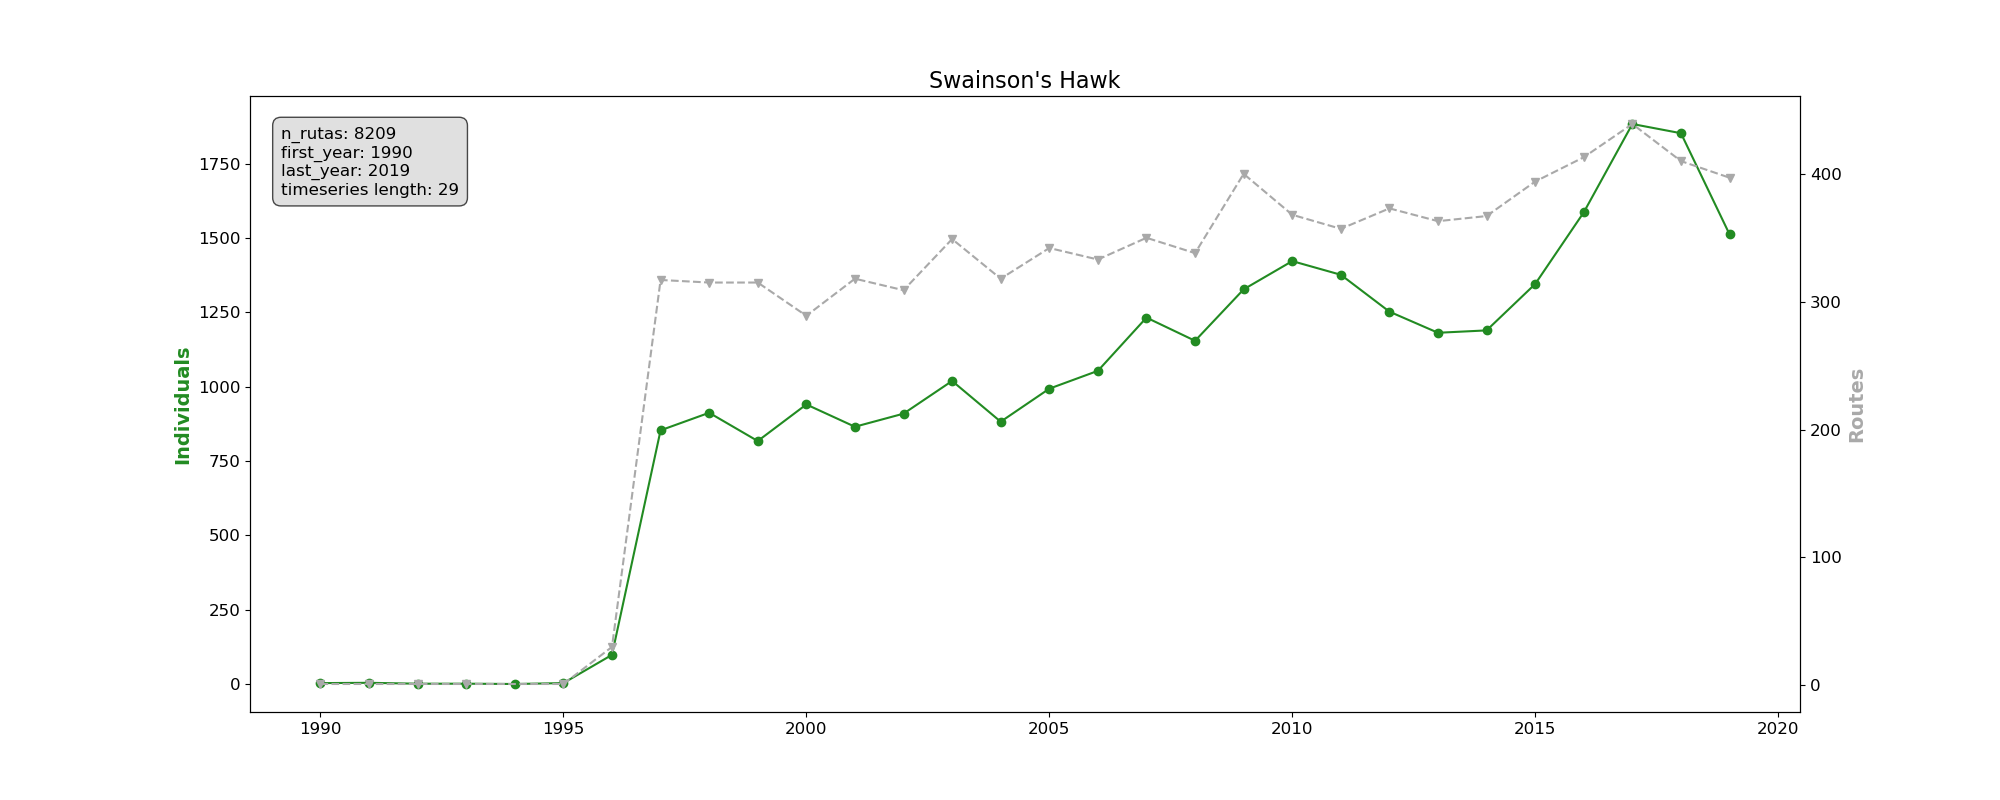 Swainson's Hawk
n_rutas: 8209
first_year: 1990
last_year: 2019
timeseries length: 29
1750
1500
1250
1000
750
500
250
0
Individuals
400
300
200
100
0
Routes
1990 1995 2000 2005 2010 2015 2020